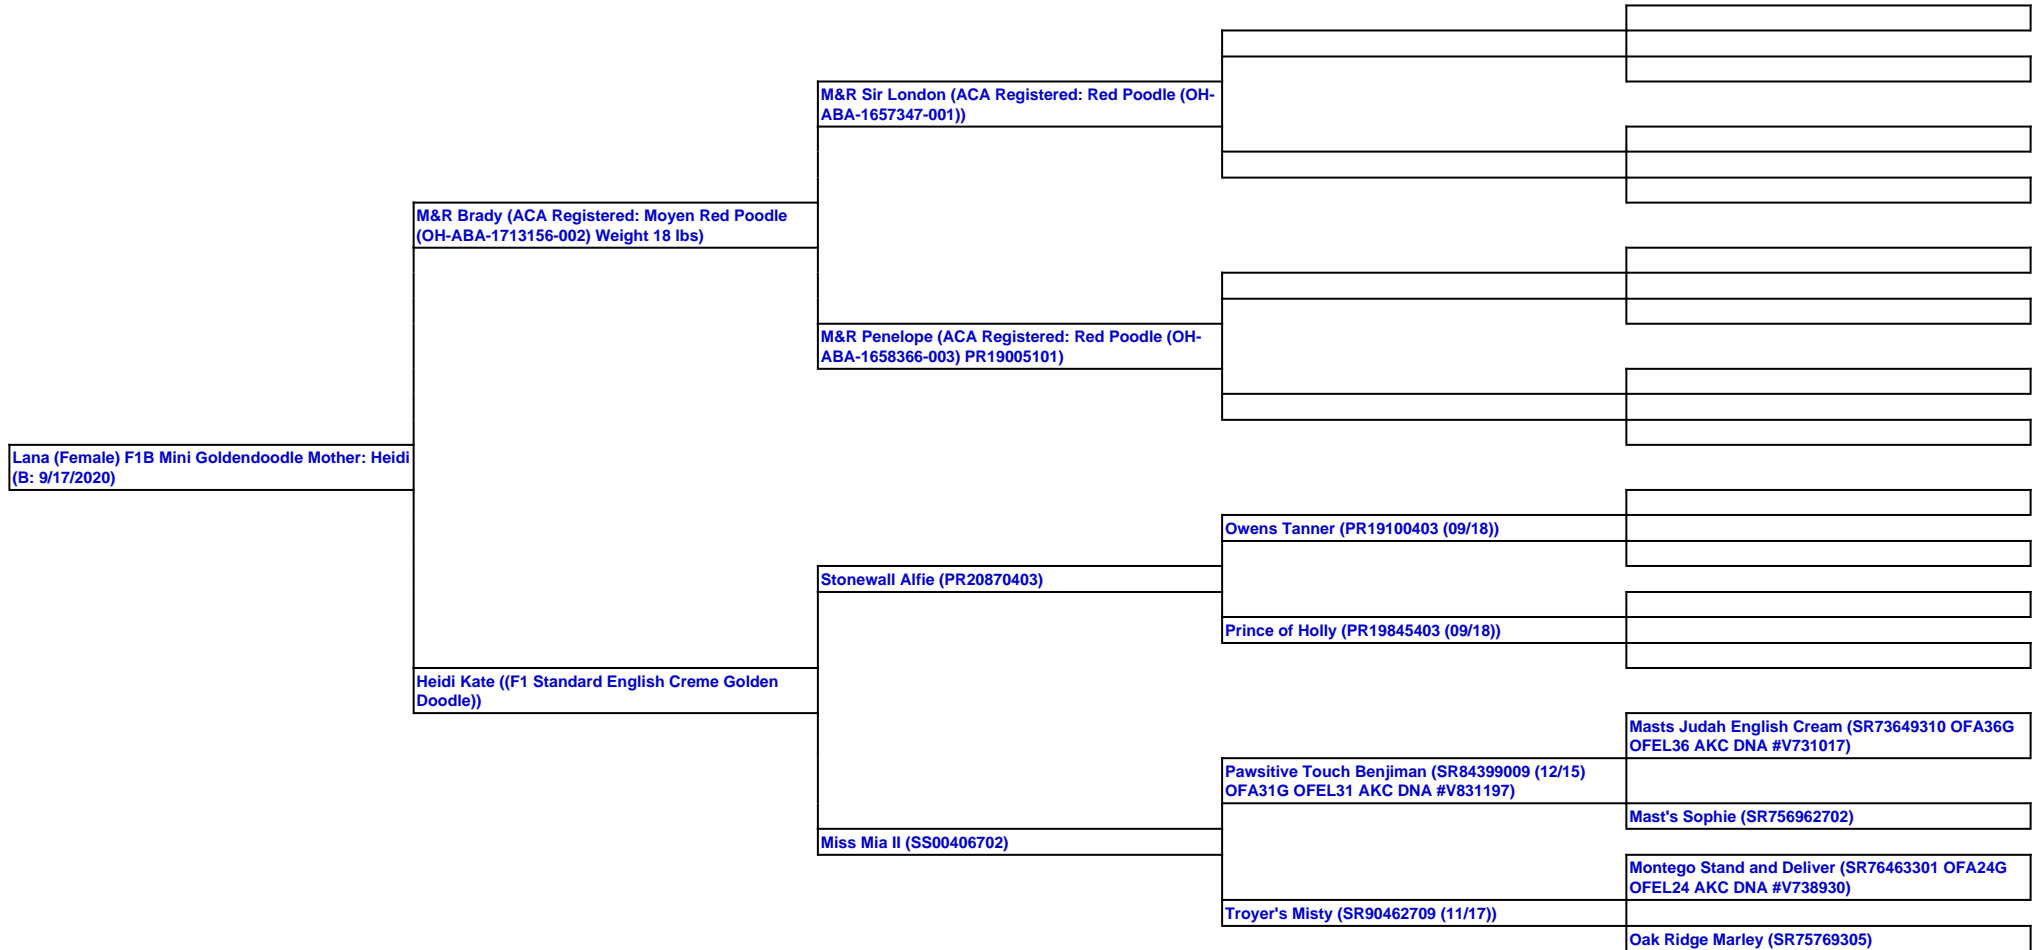 M&R Sir London (ACA Registered: Red Poodle (OH-
ABA-1657347-001))
M&R Brady (ACA Registered: Moyen Red Poodle
(OH-ABA-1713156-002) Weight 18 lbs)
M&R Penelope (ACA Registered: Red Poodle (OH-
ABA-1658366-003) PR19005101)
Lana (Female) F1B Mini Goldendoodle Mother: Heidi
(B: 9/17/2020)
Owens Tanner (PR19100403 (09/18))
Stonewall Alfie (PR20870403)
Prince of Holly (PR19845403 (09/18))
Heidi Kate ((F1 Standard English Creme Golden
Doodle))
Masts Judah English Cream (SR73649310 OFA36G
OFEL36 AKC DNA #V731017)
Pawsitive Touch Benjiman (SR84399009 (12/15)
OFA31G OFEL31 AKC DNA #V831197)
Mast's Sophie (SR756962702)
Miss Mia II (SS00406702)
Montego Stand and Deliver (SR76463301 OFA24G
OFEL24 AKC DNA #V738930)
Troyer's Misty (SR90462709 (11/17))
Oak Ridge Marley (SR75769305)